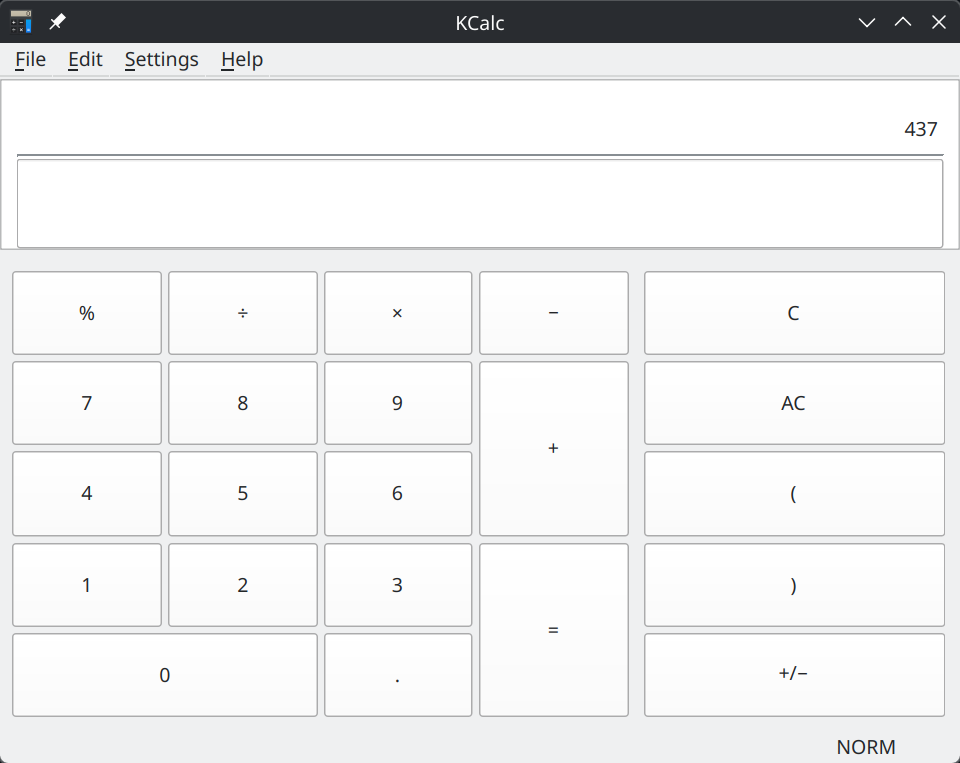 KCalc
File Edit Settings Help
437
% ÷ × − C
7 8 9 + AC
4 5 6 (
1 2 3 = )
0 . +/−
NORM